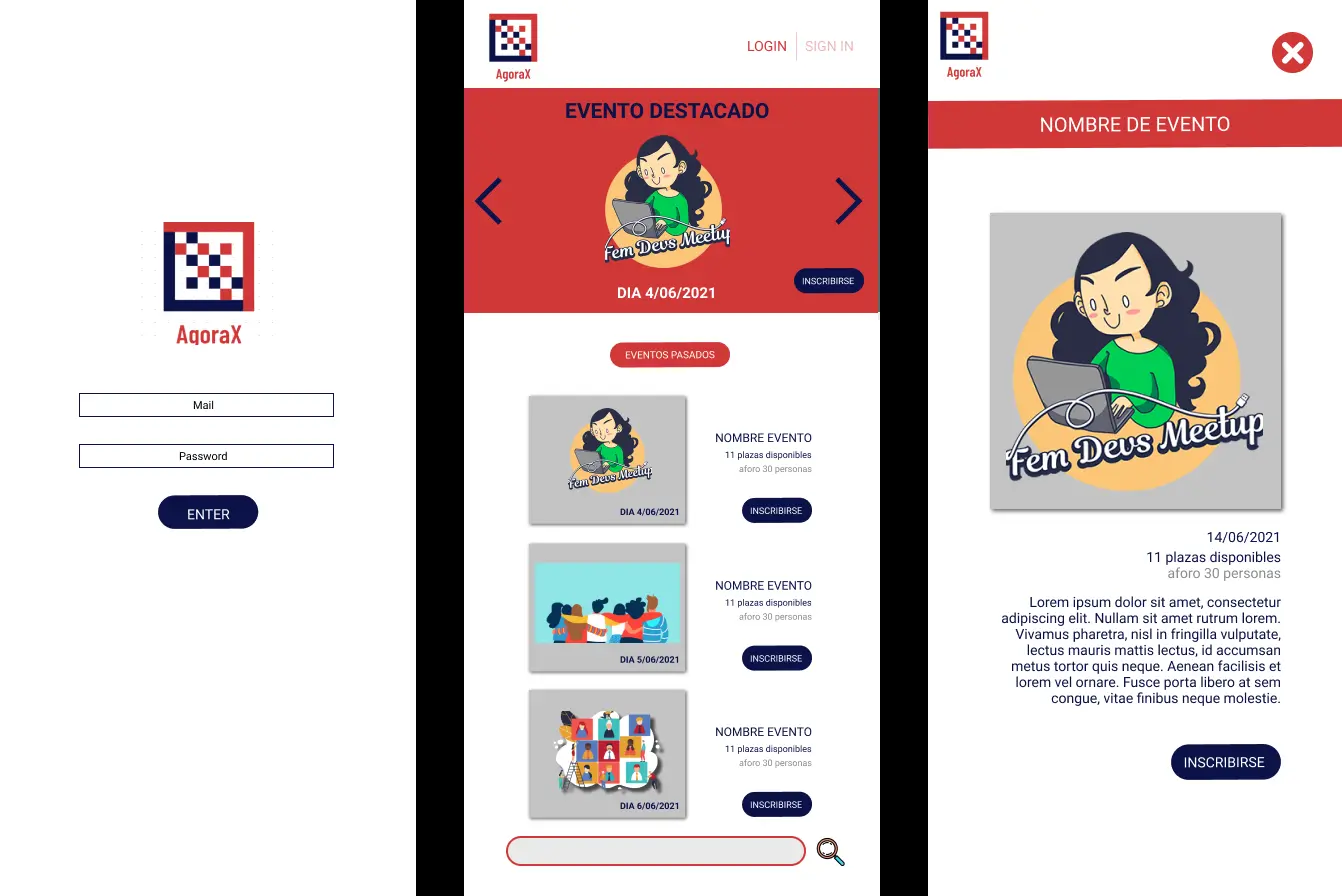 AgoraX
Mail
Password
ENTER
AgoraX
LOGIN
SIGN IN
EVENTO DESTACADO
Fem Devs Meetup
DIA 4/06/2021
INSCRIBIRSE
EVENTOS PASADOS
Fem Devs Meetup
DIA 4/06/2021
NOMBRE EVENTO
11 plazas disponibles
aforo 30 personas
INSCRIBIRSE
DIA 5/06/2021
NOMBRE EVENTO
11 plazas disponibles
aforo 30 personas
INSCRIBIRSE
DIA 6/06/2021
NOMBRE EVENTO
11 plazas disponibles
aforo 30 personas
INSCRIBIRSE
AgoraX
NOMBRE DE EVENTO
Fem Devs Meetup
14/06/2021
11 plazas disponibles
aforo 30 personas
Lorem ipsum dolor sit amet, consectetur
adipiscing elit. Nullam sit amet rutrum lorem.
Vivamus pharetra, nisl in fringilla vulputate,
lectus mauris mattis lectus, id accumsan
metus tortor quis neque. Aenean facilisis et
lorem vel ornare. Fusce porta libero at sem
congue, vitae finibus neque molestie.
INSCRIBIRSE